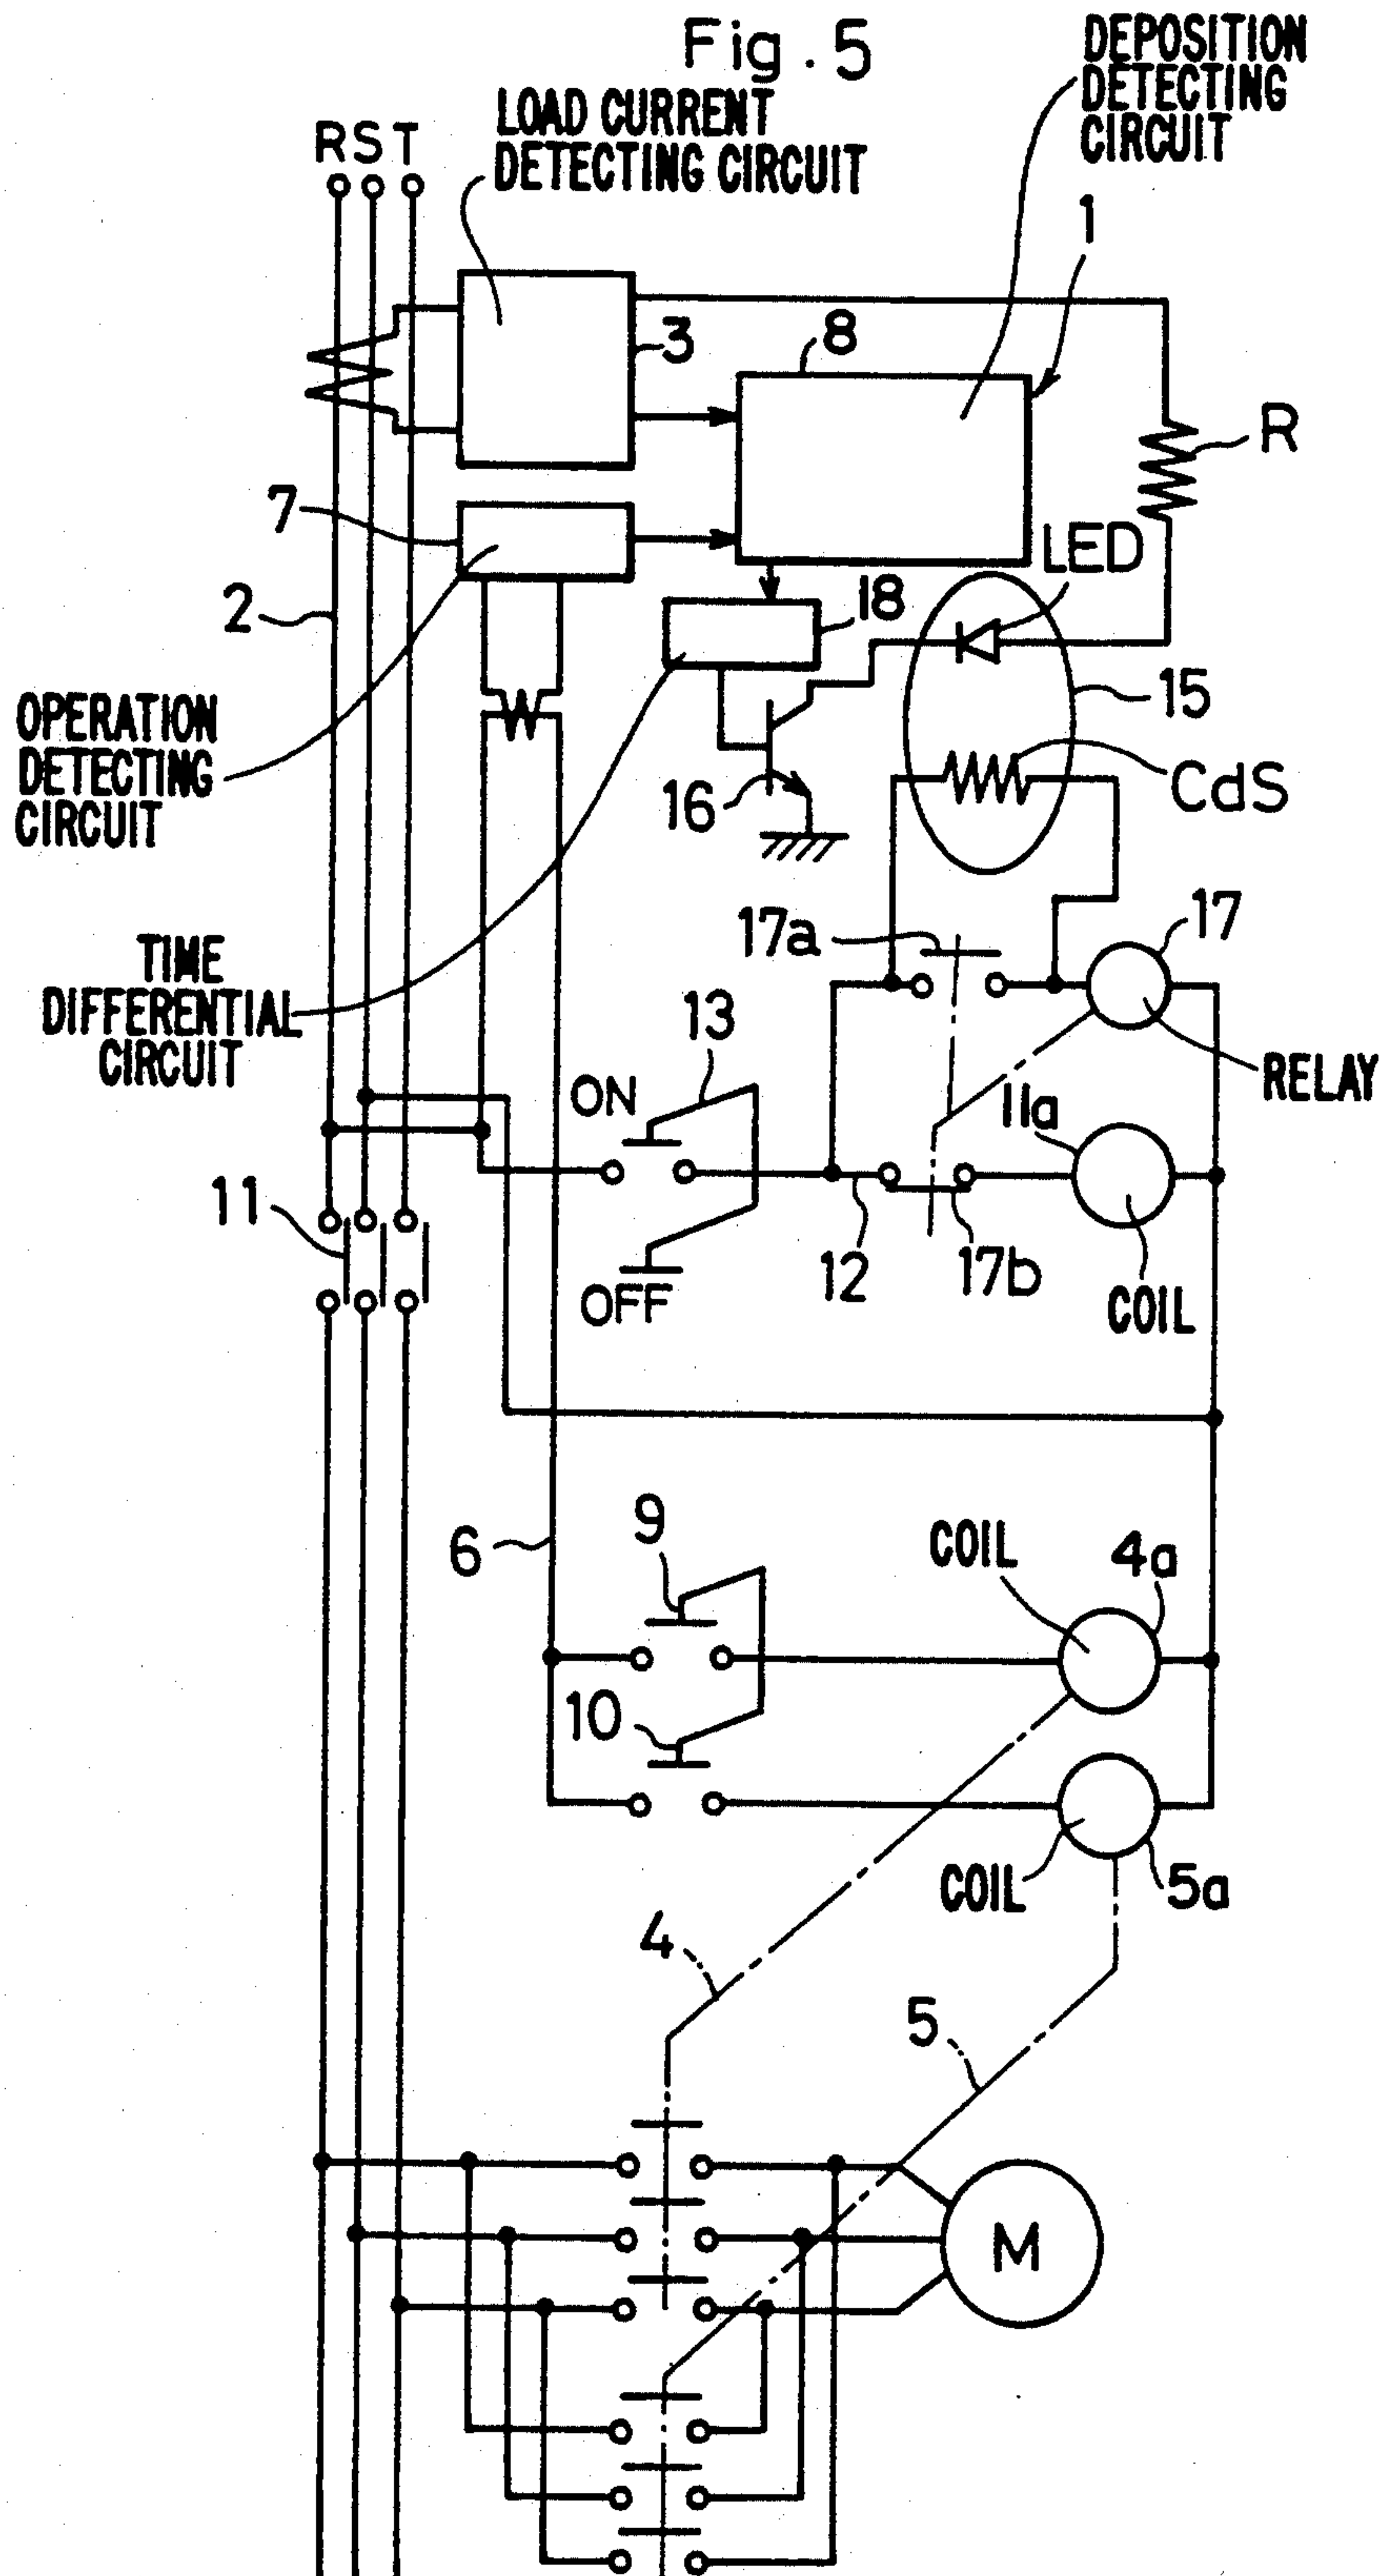 Fig. 5
DEPOSITION
DETECTING
CIRCUIT
LOAD CURRENT
DETECTING CIRCUIT
R S T
1
3
8
R
7
LED
2
18
15
OPERATION
DETECTING
CIRCUIT
16
CdS
17a
17
TIME
DIFFERENTIAL
CIRCUIT
13
ON
RELAY
11a
11
12
17b
OFF
COIL
9
6
COIL
4a
10
COIL
5a
4
5
M